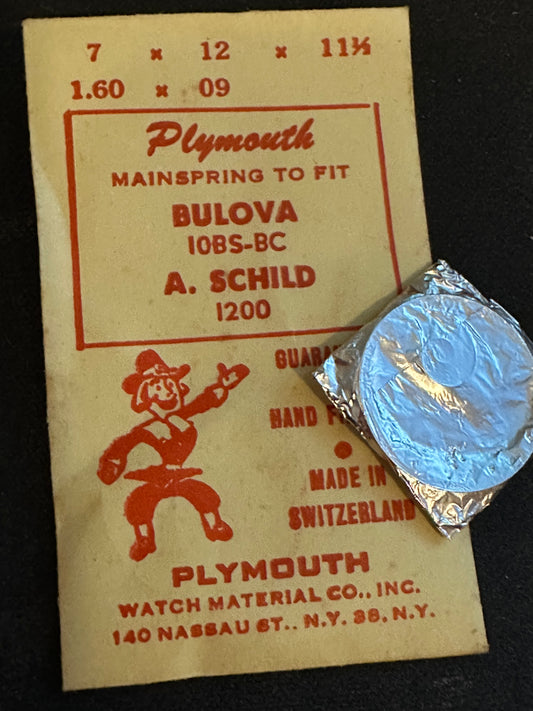 7 x 12 x 11½
1.60 x 09
Plymouth
MAINSPRING TO FIT
BULOVA
10BS-BC
A. SCHILD
1200
HAND
MADE IN
SWITZERLAND
PLYMOUTH
WATCH MATERIAL CO., INC.
140 NASSAU ST., N.Y. 38, N.Y.